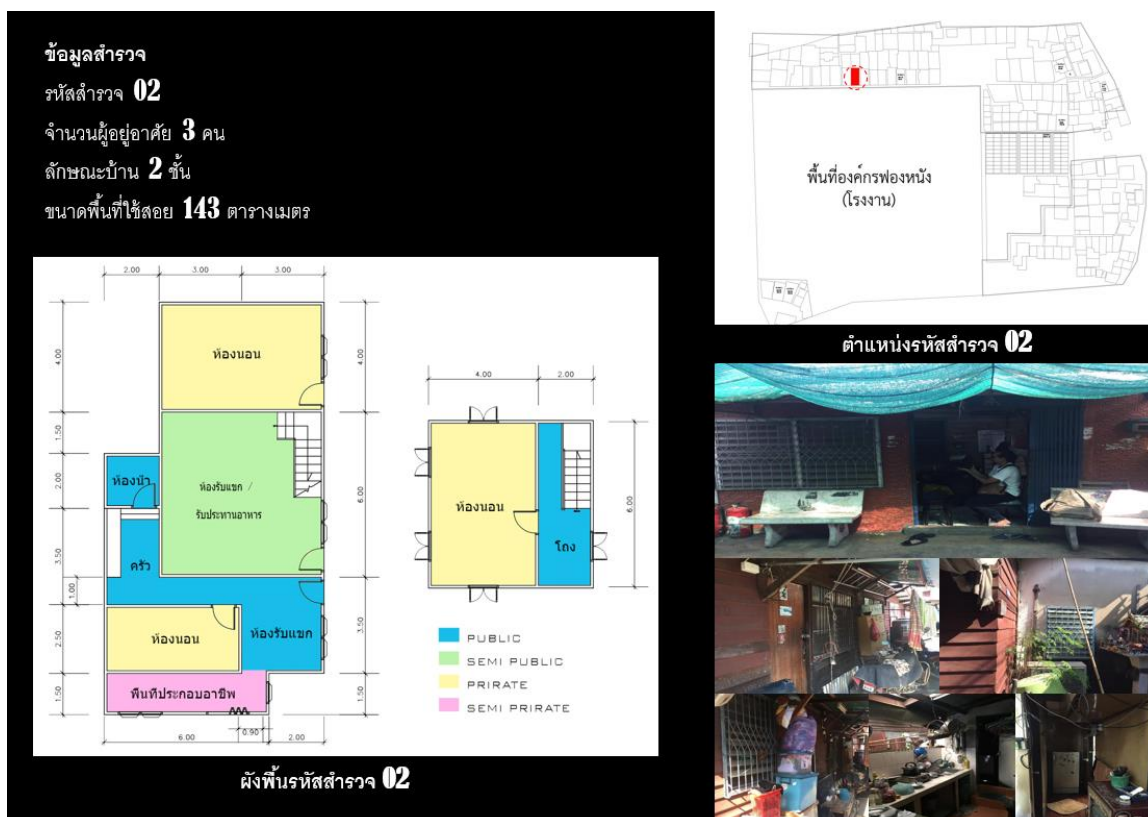 ข้อมูลสำรวจ
รหัสสำรวจ 02
จำนวนผู้อยู่อาศัย 3 คน
ลักษณะบ้าน 2 ชั้น
ขนาดพื้นที่ใช้สอย 143 ตารางเมตร
พื้นที่องค์กรฟอกหนัง
(โรงงาน)
ตำแหน่งรหัสสำรวจ 02
2.00 3.00 3.00
4.00 1.50 2.00 3.50 1.00 2.50 1.50
ห้องนอน
4.00 6.00 3.50 1.50
ห้องน้ำ
ห้องรับแขก /
รับประทานอาหาร
ครัว
ห้องนอน
ห้องรับแขก
พื้นที่ประกอบอาชีพ
6.00 0.90 2.00
4.00 2.00
ห้องนอน
โถง
6.00
PUBLIC
SEMI PUBLIC
PRIRATE
SEMI PRIRATE
ผังพื้นรหัสสำรวจ 02